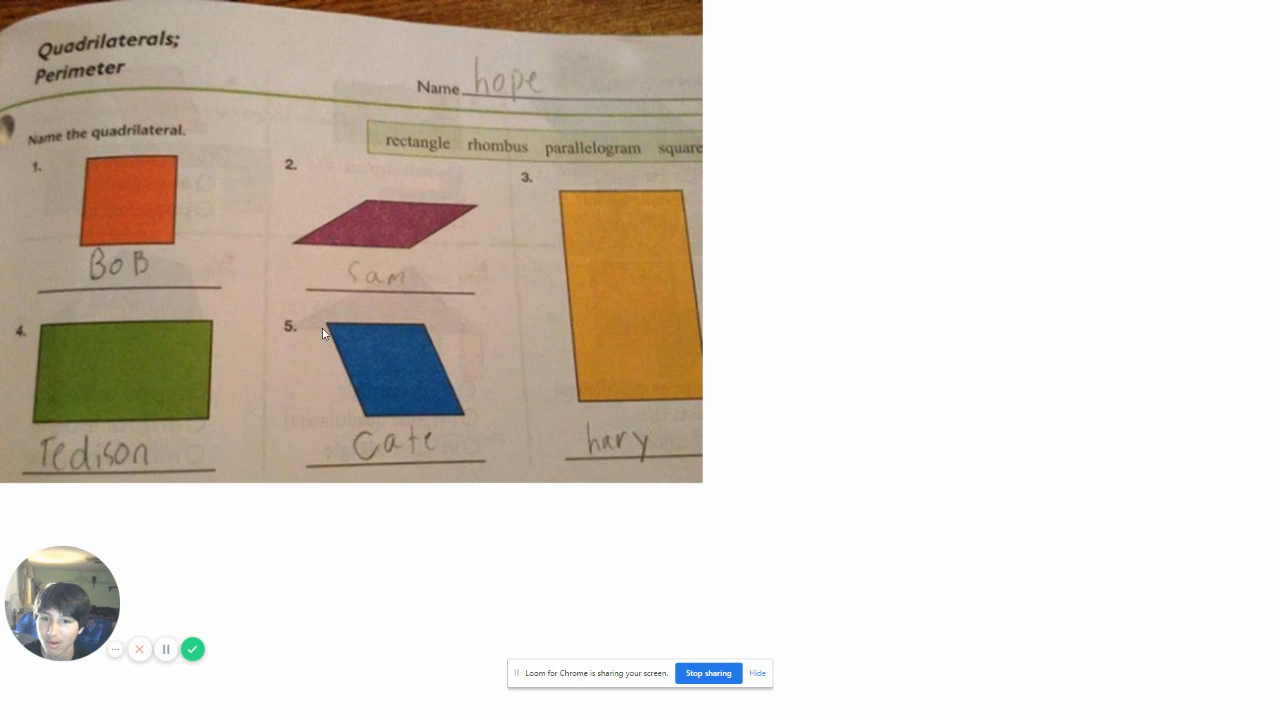 Quadrilaterals;
Perimeter
Name hope
Name the quadrilateral.
rectangle rhombus parallelogram square
1.
2.
3.
BoB
Sam
4.
5.
Tedison
Cate
hary
Loom for Chrome is sharing your screen. Stop sharing Hide